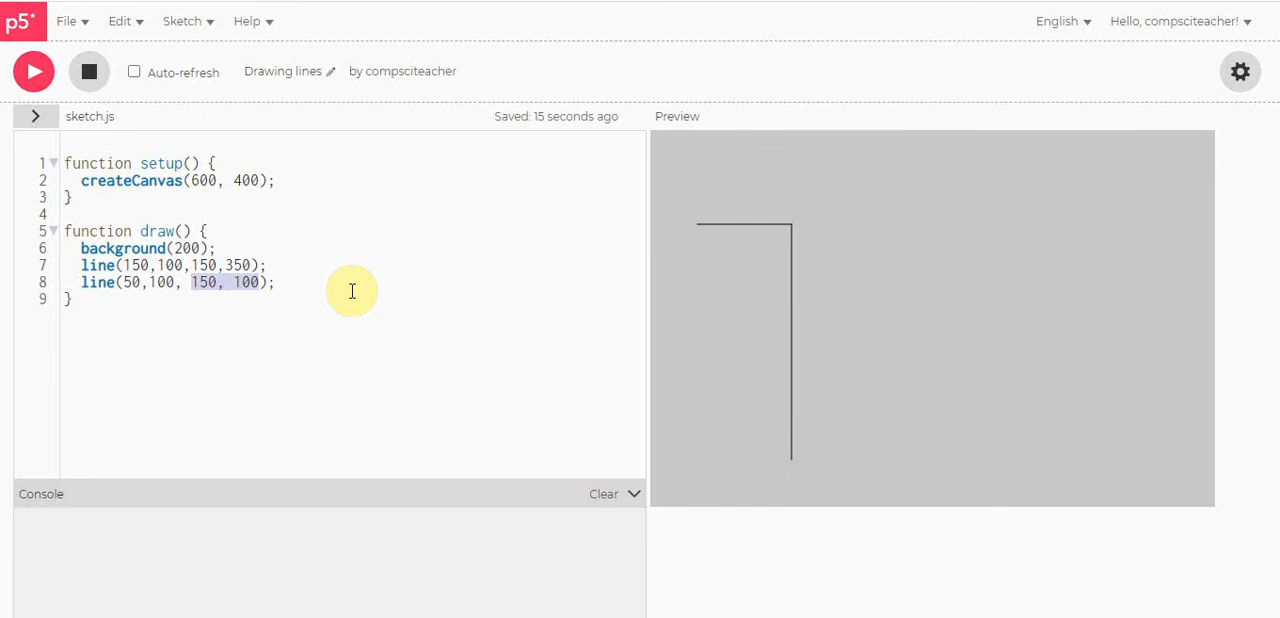 p5* File Edit Sketch Help English Hello, compsciteacher!
Auto-refresh Drawing lines by compsciteacher
sketch.js Saved: 15 seconds ago Preview
1 function setup() {
2 createCanvas(600, 400);
3 }
4
5 function draw() {
6 background(200);
7 line(150,100,150,350);
8 line(50,100, 150, 100);
9 }
Console Clear